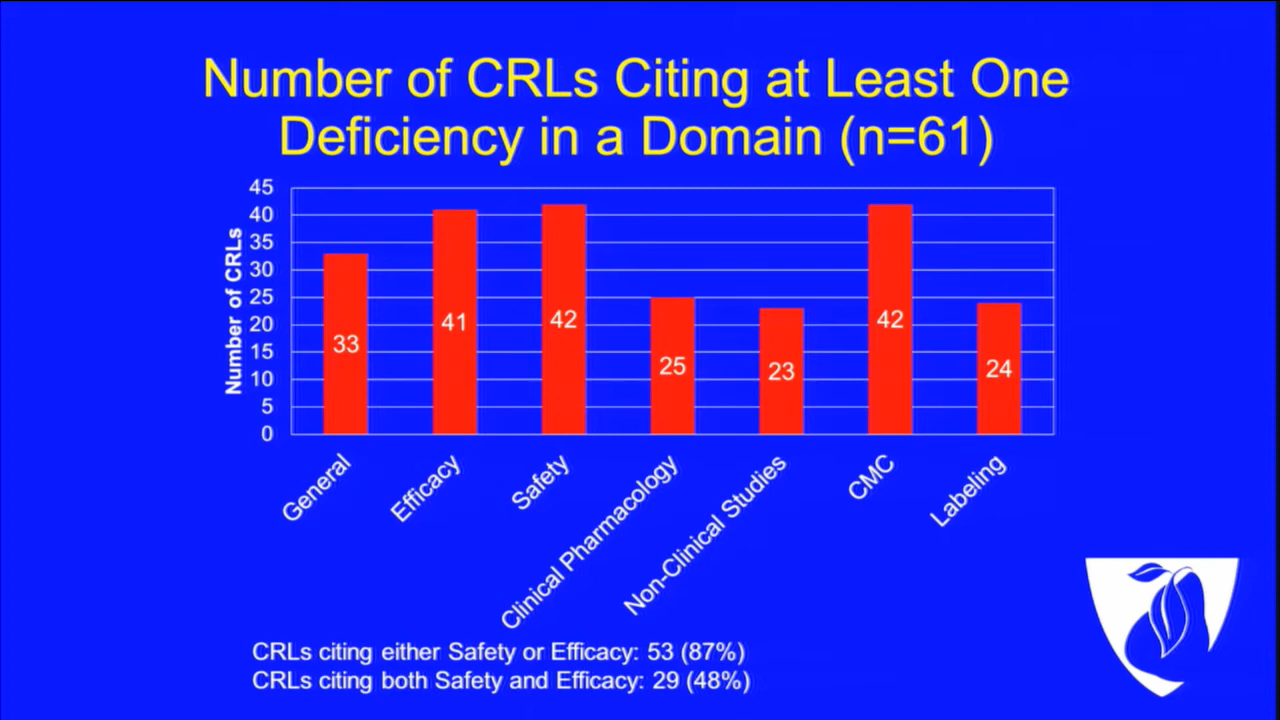 Number of CRLs Citing at Least One
Deficiency in a Domain (n=61)
45
40
35
30
25
20
15
10
5
0
Number of CRLs
33
41
42
25
23
42
24
General
Efficacy
Safety
Clinical Pharmacology
Non-Clinical Studies
CMC
Labeling
CRLs citing either Safety or Efficacy: 53 (87%)
CRLs citing both Safety and Efficacy: 29 (48%)